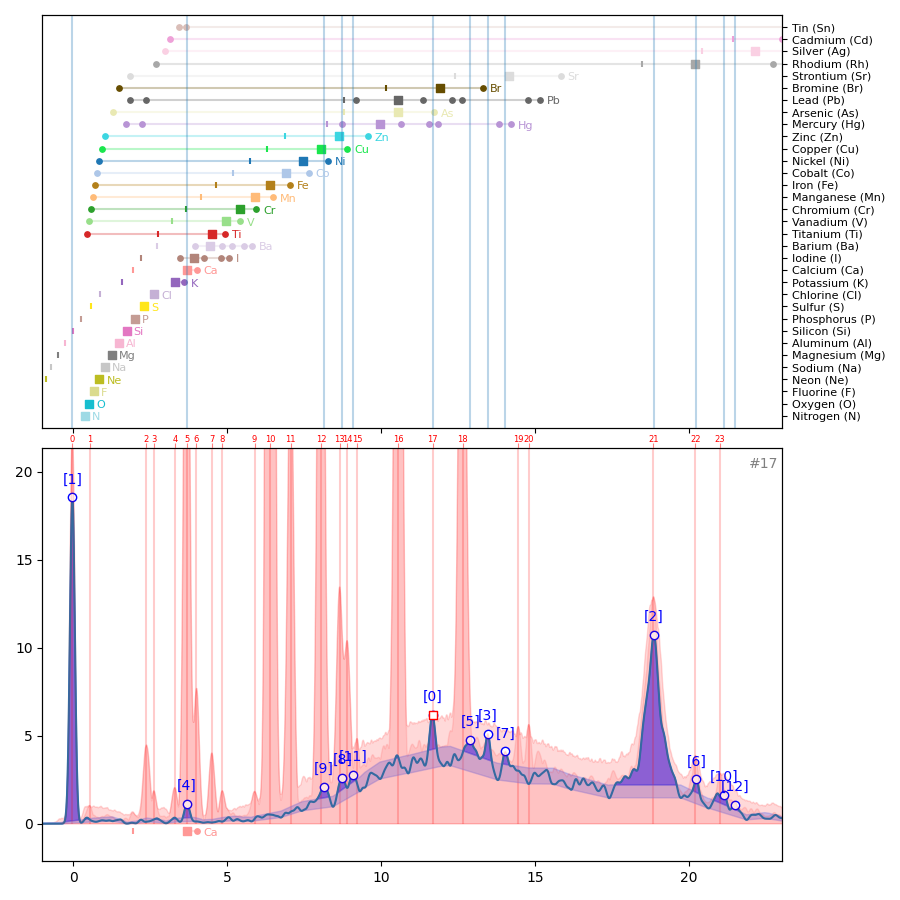 Tin (Sn)
Cadmium (Cd)
Silver (Ag)
Rhodium (Rh)
Sr Strontium (Sr)
Br Bromine (Br)
Pb Lead (Pb)
As Arsenic (As)
Hg Mercury (Hg)
Zn Zinc (Zn)
Cu Copper (Cu)
Ni Nickel (Ni)
Co Cobalt (Co)
Fe Iron (Fe)
Mn Manganese (Mn)
Cr Chromium (Cr)
V Vanadium (V)
Ti Titanium (Ti)
Ba Barium (Ba)
I Iodine (I)
Ca Calcium (Ca)
K Potassium (K)
Cl Chlorine (Cl)
S Sulfur (S)
P Phosphorus (P)
Si Silicon (Si)
Al Aluminum (Al)
Mg Magnesium (Mg)
Na Sodium (Na)
Ne Neon (Ne)
F Fluorine (F)
O Oxygen (O)
N Nitrogen (N)
0 1 2 3 4 5 6 7 8 9 10 11 12 13 14 15 16 17 18 19 20 21 22 23
#17
20
[1]
15
[2]
10
[0]
[5] [3]
[7]
5
[6]
[9] [8] [11]
[10]
[4]
[12]
0
Ca
0 5 10 15 20